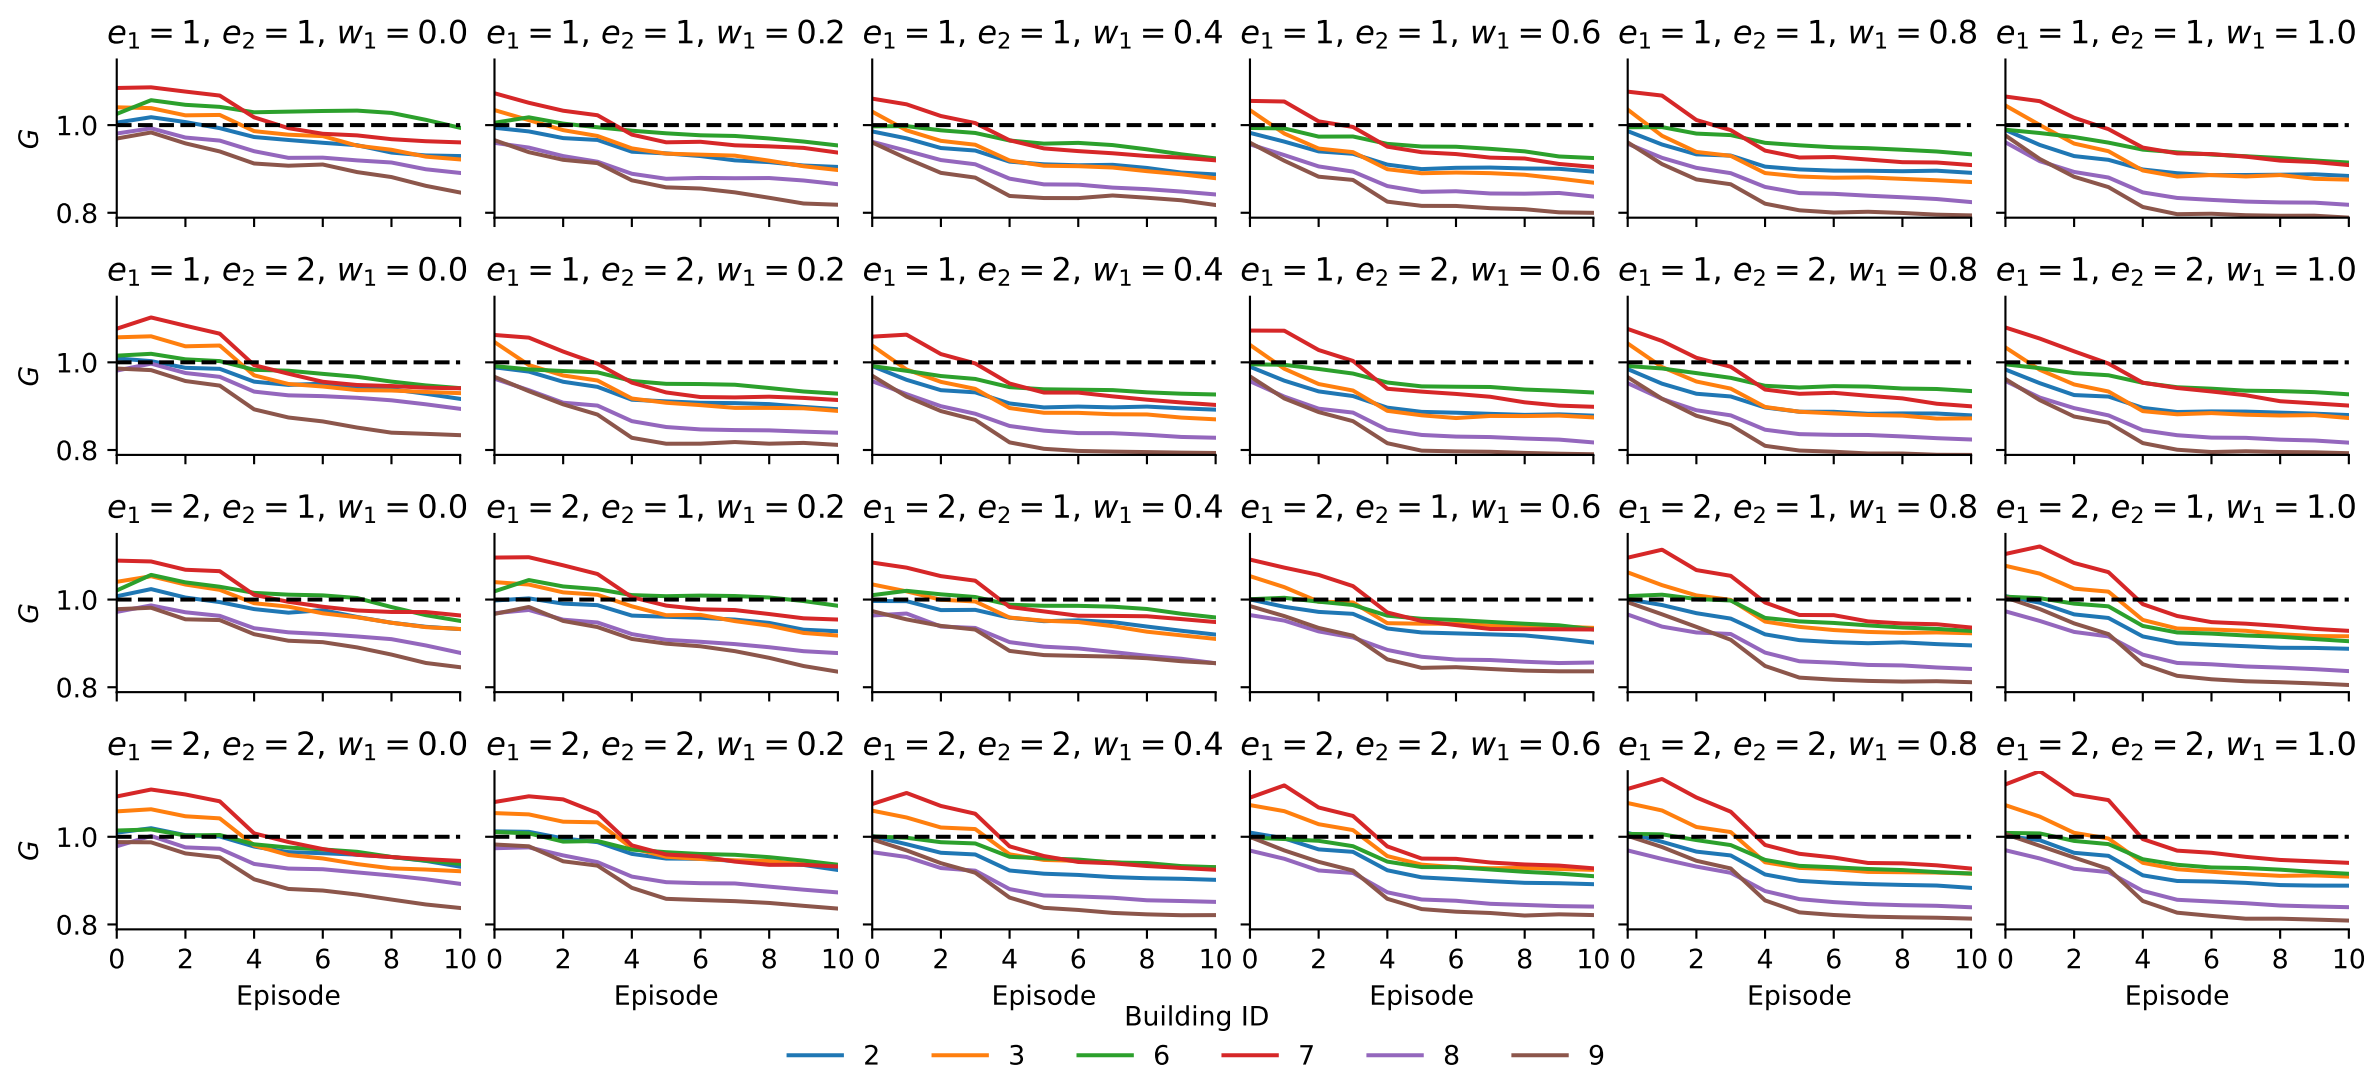 e₁ = 1, e₂ = 1, w₁ = 0.0 e₁ = 1, e₂ = 1, w₁ = 0.2 e₁ = 1, e₂ = 1, w₁ = 0.4 e₁ = 1, e₂ = 1, w₁ = 0.6 e₁ = 1, e₂ = 1, w₁ = 0.8 e₁ = 1, e₂ = 1, w₁ = 1.0
1.0
G
0.8
e₁ = 1, e₂ = 2, w₁ = 0.0 e₁ = 1, e₂ = 2, w₁ = 0.2 e₁ = 1, e₂ = 2, w₁ = 0.4 e₁ = 1, e₂ = 2, w₁ = 0.6 e₁ = 1, e₂ = 2, w₁ = 0.8 e₁ = 1, e₂ = 2, w₁ = 1.0
1.0
G
0.8
e₁ = 2, e₂ = 1, w₁ = 0.0 e₁ = 2, e₂ = 1, w₁ = 0.2 e₁ = 2, e₂ = 1, w₁ = 0.4 e₁ = 2, e₂ = 1, w₁ = 0.6 e₁ = 2, e₂ = 1, w₁ = 0.8 e₁ = 2, e₂ = 1, w₁ = 1.0
1.0
G
0.8
e₁ = 2, e₂ = 2, w₁ = 0.0 e₁ = 2, e₂ = 2, w₁ = 0.2 e₁ = 2, e₂ = 2, w₁ = 0.4 e₁ = 2, e₂ = 2, w₁ = 0.6 e₁ = 2, e₂ = 2, w₁ = 0.8 e₁ = 2, e₂ = 2, w₁ = 1.0
1.0
G
0.8
0 2 4 6 8 10 0 2 4 6 8 10 0 2 4 6 8 10 0 2 4 6 8 10 0 2 4 6 8 10 0 2 4 6 8 10
Episode Episode Episode Episode Episode Episode
Building ID
2 3 6 7 8 9